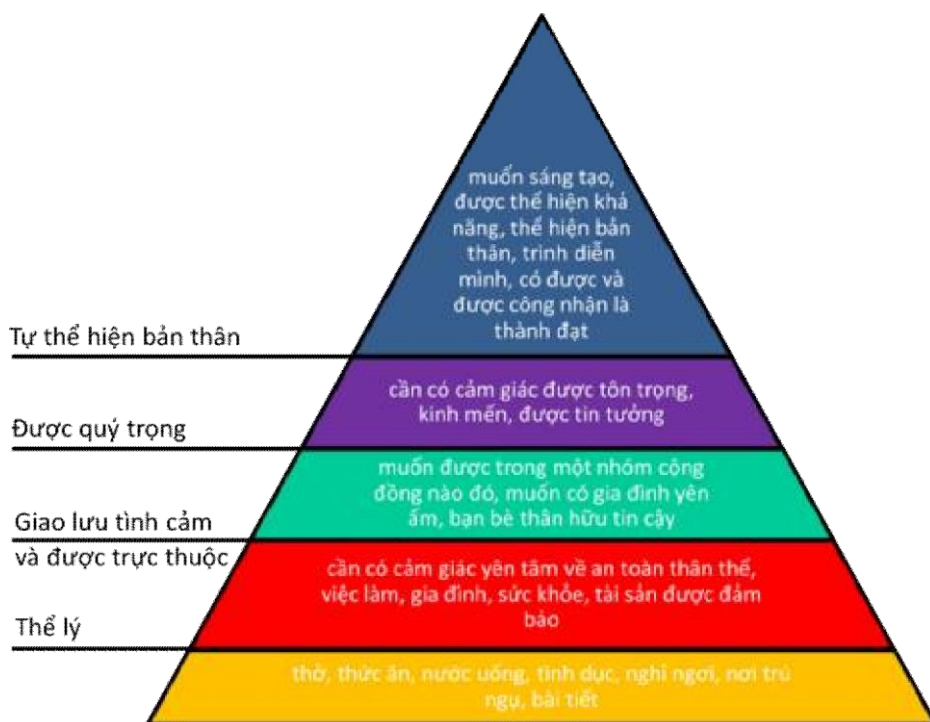 muốn sáng tạo,
được thể hiện khả
năng, thể hiện bản
thân, trình diễn
mình, có được và
được công nhận là
thành đạt
Tự thể hiện bản thân
cần có cảm giác được tôn trọng,
kinh mến, được tin tưởng
Được quý trọng
muốn được trong một nhóm cộng
đồng nào đó, muốn có gia đình yên
ấm, bạn bè thân hữu tin cậy
Giao lưu tình cảm
và được trực thuộc
cần có cảm giác yên tâm về an toàn thân thể,
việc làm, gia đình, sức khỏe, tài sản được đảm
bảo
Thể lý
thở, thức ăn, nước uống, tình dục, nghỉ ngơi, nơi trú
ngụ, bài tiết